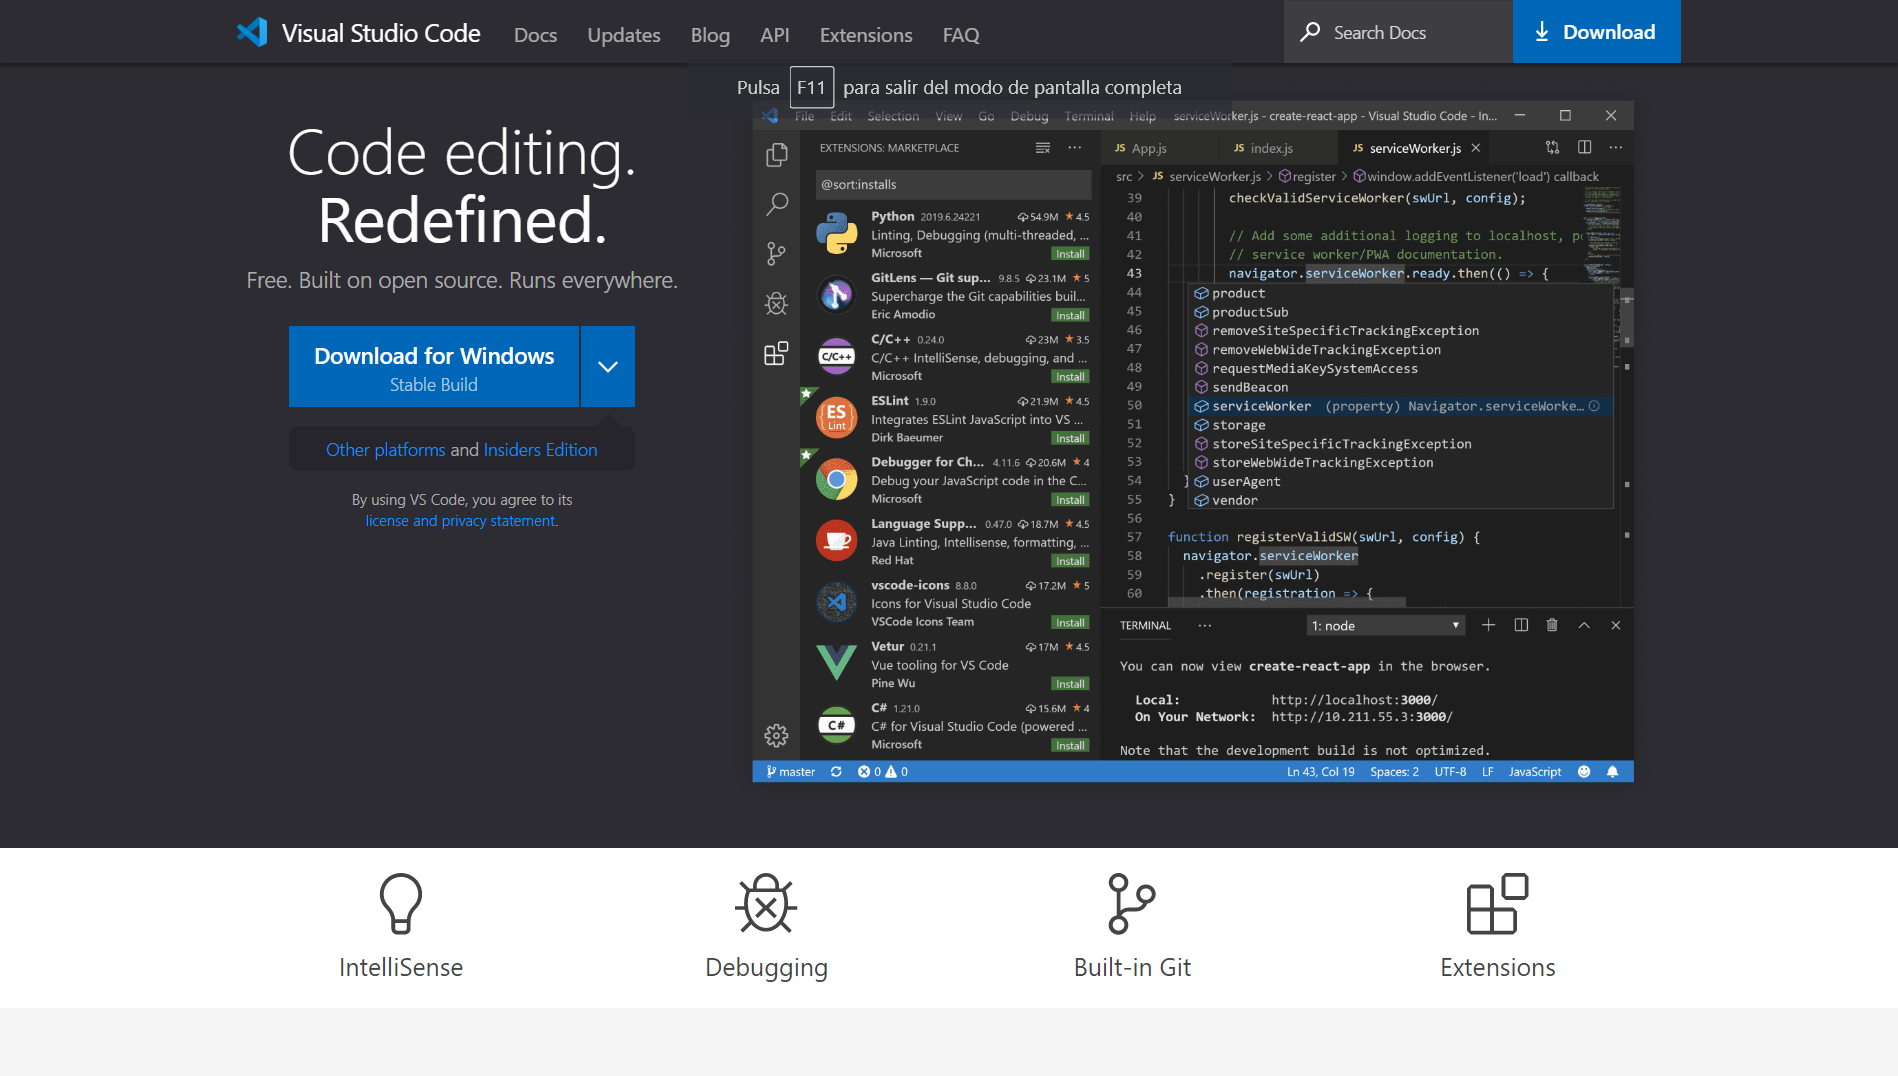 Visual Studio Code Docs Updates Blog API Extensions FAQ Search Docs Download
Pulsa F11 para salir del modo de pantalla completa
Code editing.
Redefined.
Free. Built on open source. Runs everywhere.
Download for Windows
Stable Build
Other platforms and Insiders Edition
By using VS Code, you agree to its
license and privacy statement.
File Edit Selection View Go Debug Terminal Help serviceWorker.js - create-react-app - Visual Studio Code - In...
EXTENSIONS: MARKETPLACE
@sort:installs
Python 2019.6.24221 54.9M 4.5
Linting, Debugging (multi-threaded, ...
Microsoft Install
GitLens — Git sup... 9.8.5 23.1M 5
Supercharge the Git capabilities buil...
Eric Amodio Install
C/C++ 0.24.0 23M 3.5
C/C++ IntelliSense, debugging, and ...
Microsoft Install
C/C++
ESLint 1.9.0 21.9M 4.5
Integrates ESLint JavaScript into VS ...
Dirk Baeumer Install
ES
Lint
Debugger for Ch... 4.11.6 20.6M 4
Debug your JavaScript code in the C...
Microsoft Install
Language Supp... 0.47.0 18.7M 4.5
Java Linting, Intellisense, formatting, ...
Red Hat Install
vscode-icons 8.8.0 17.2M 5
Icons for Visual Studio Code
VSCode Icons Team Install
Vetur 0.21.1 17M 4.5
Vue tooling for VS Code
Pine Wu Install
C# 1.21.0 15.6M 4
C# for Visual Studio Code (powered ...
Microsoft Install
C#
JS App.js JS index.js JS serviceWorker.js
src > JS serviceWorker.js > register > window.addEventListener('load') callback
39 checkValidServiceWorker(swUrl, config);
40
41 // Add some additional logging to localhost, p
42 // service worker/PWA documentation.
43 navigator.serviceWorker.ready.then(() => {
44 product
45 productSub
46 removeSiteSpecificTrackingException
47 removeWebWideTrackingException
48 requestMediaKeySystemAccess
49 sendBeacon
50 serviceWorker (property) Navigator.serviceWorke...
51 storage
52 storeSiteSpecificTrackingException
53 storeWebWideTrackingException
54 } userAgent
55 } vendor
56
57 function registerValidSW(swUrl, config) {
58 navigator.serviceWorker
59 .register(swUrl)
60 .then(registration => {
TERMINAL ... 1: node
You can now view create-react-app in the browser.
Local: http://localhost:3000/
On Your Network: http://10.211.55.3:3000/
Note that the development build is not optimized.
master 0 0 Ln 43, Col 19 Spaces: 2 UTF-8 LF JavaScript
IntelliSense Debugging Built-in Git Extensions